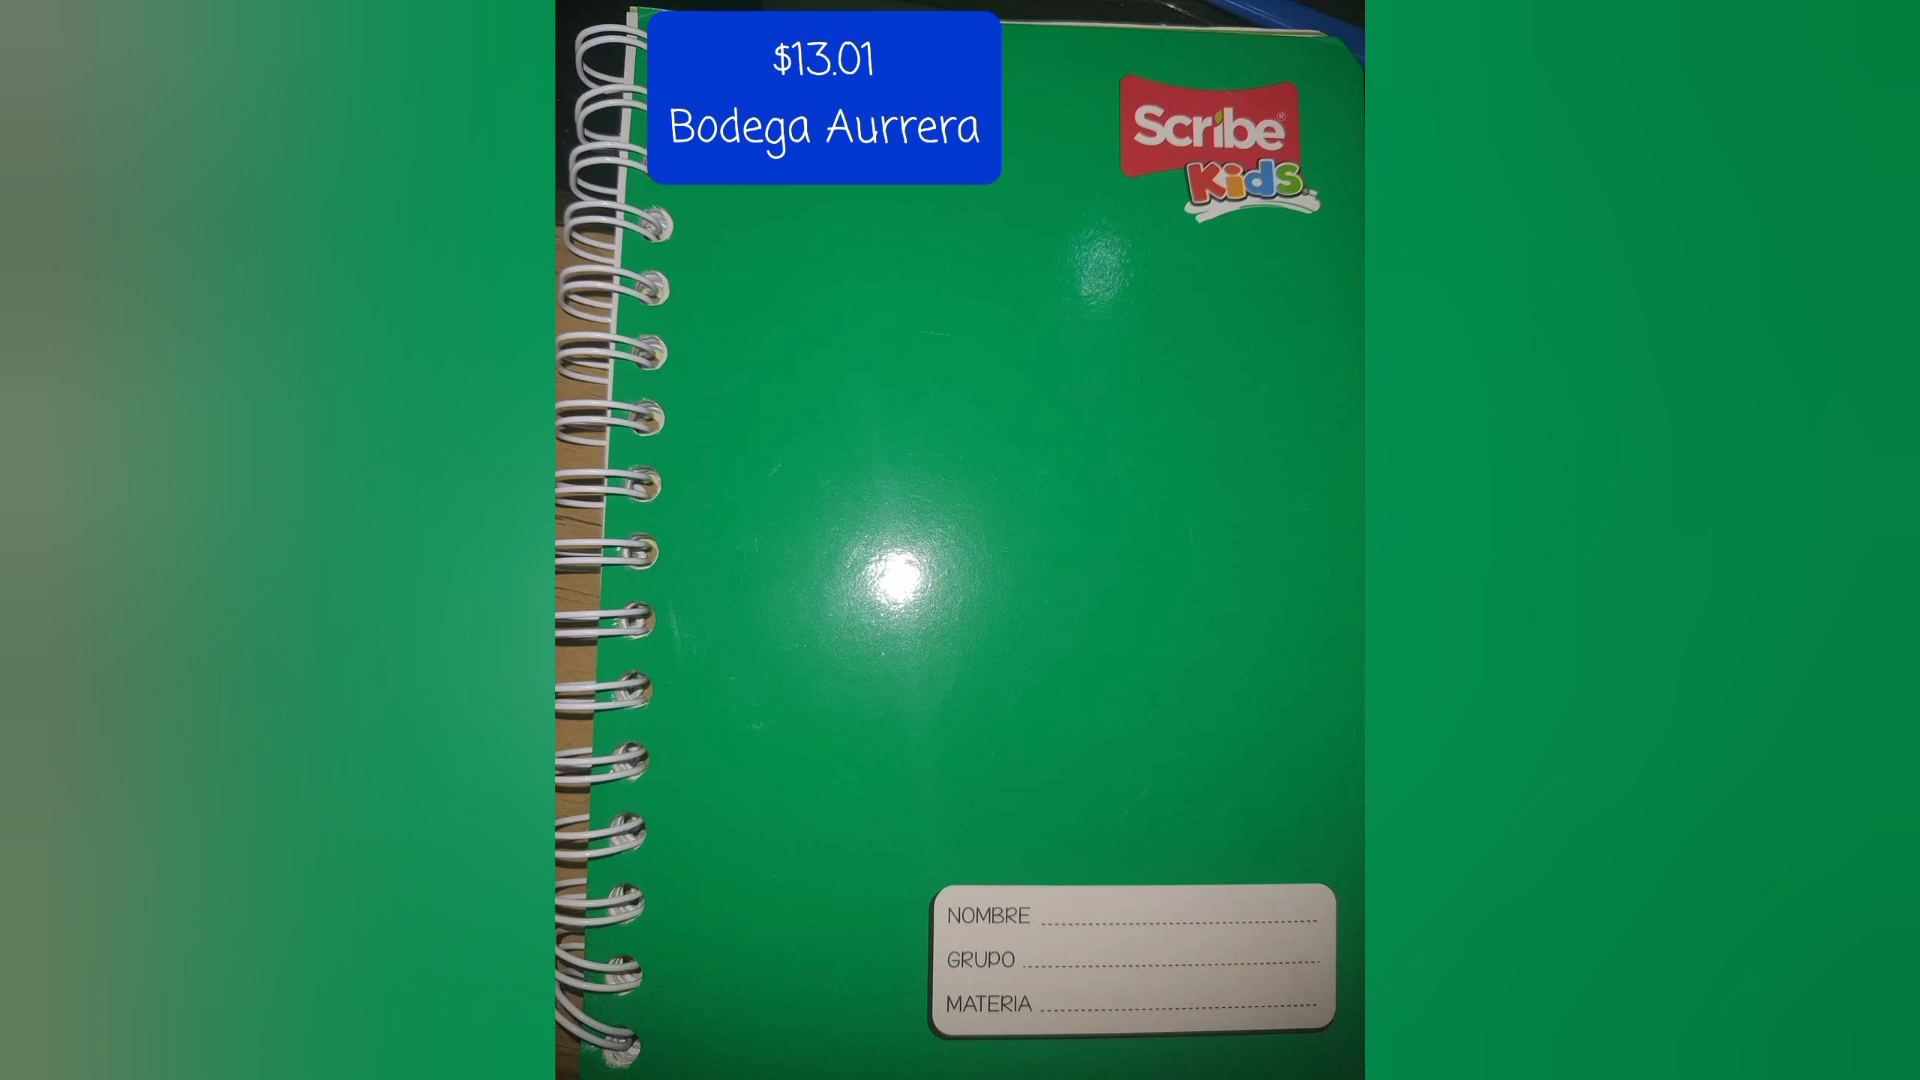 $13.01
Bodega Aurrera
Scribe®
Kids
NOMBRE
GRUPO
MATERIA